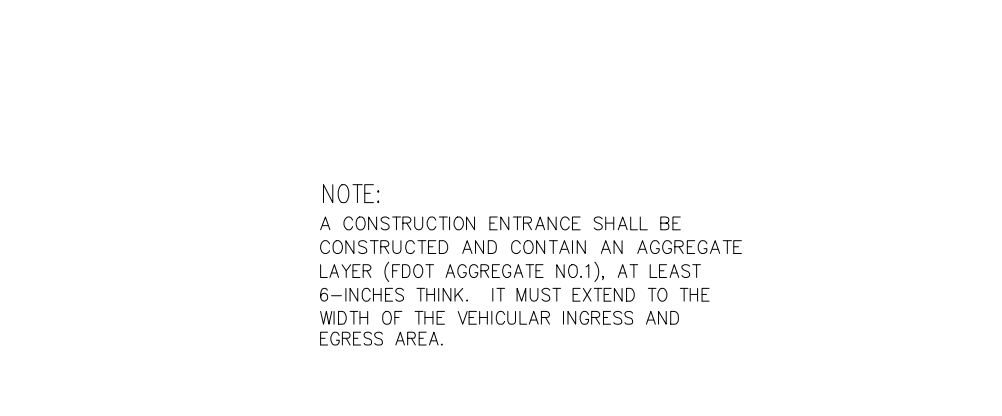 NOTE:
A CONSTRUCTION ENTRANCE SHALL BE
CONSTRUCTED AND CONTAIN AN AGGREGATE
LAYER (FDOT AGGREGATE NO.1), AT LEAST
6-INCHES THINK.  IT MUST EXTEND TO THE
WIDTH OF THE VEHICULAR INGRESS AND
EGRESS AREA.